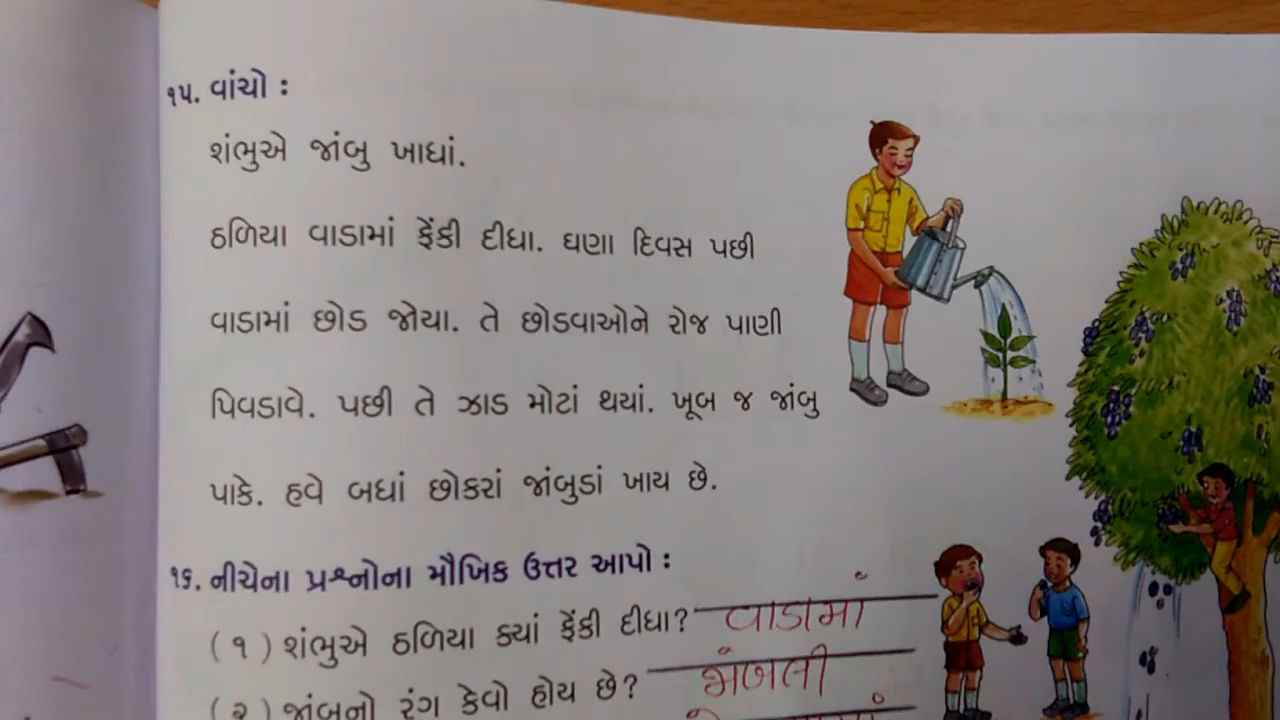 ૧૫. વાંચો :
શંભુએ જાંબુ ખાધાં.
ઠળિયા વાડામાં ફેંકી દીધા. ઘણા દિવસ પછી
વાડામાં છોડ જોયા. તે છોડવાઓને રોજ પાણી
પિવડાવે. પછી તે ઝાડ મોટાં થયાં. ખૂબ જ જાંબુ
પાકે. હવે બધાં છોકરાં જાંબુડાં ખાય છે.
૧૬. નીચેના પ્રશ્નોના મૌખિક ઉત્તર આપો :
(૧) શંભુએ ઠળિયા ક્યાં ફેંકી દીધા? વાડામાં
(૨) જાંબુનો રંગ કેવો હોય છે?